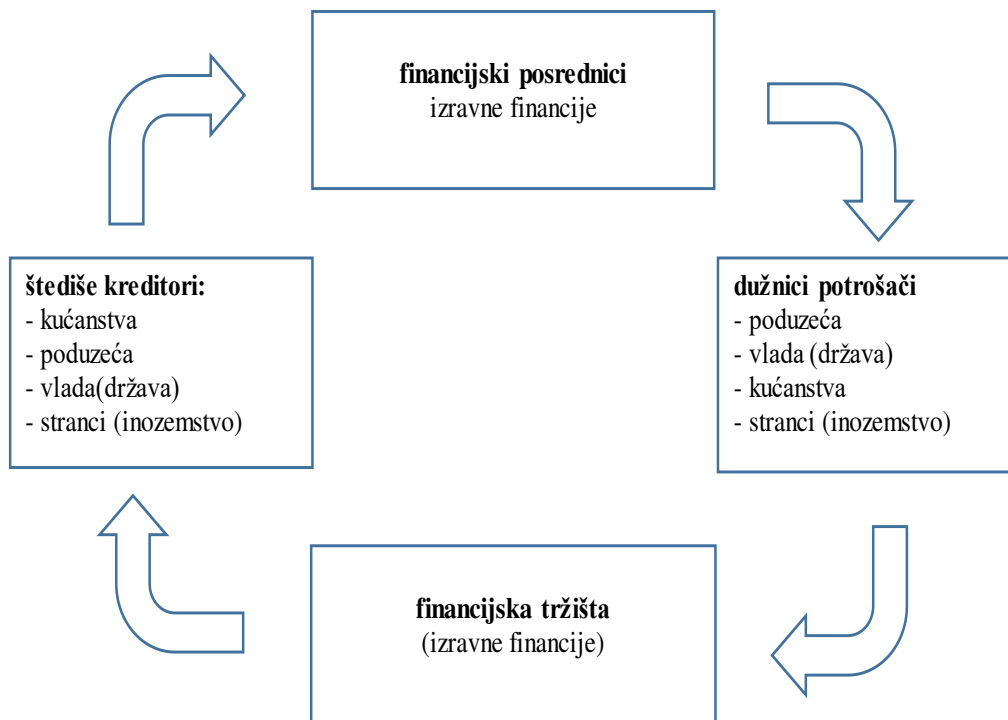 financijski posrednici
izravne financije
štediše kreditori:
- kućanstva
- poduzeća
- vlada(država)
- stranci (inozemstvo)
dužnici potrošači
- poduzeća
- vlada (država)
- kućanstva
- stranci (inozemstvo)
financijska tržišta
(izravne financije)